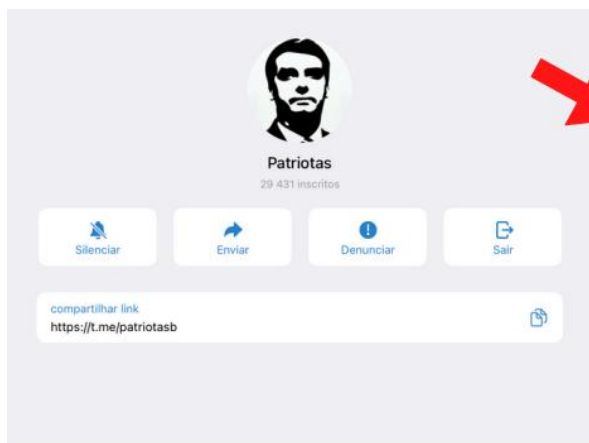 Patriotas
29 431 inscritos
Silenciar
Enviar
Denunciar
Sair
compartilhar link
https://t.me/patriotasb